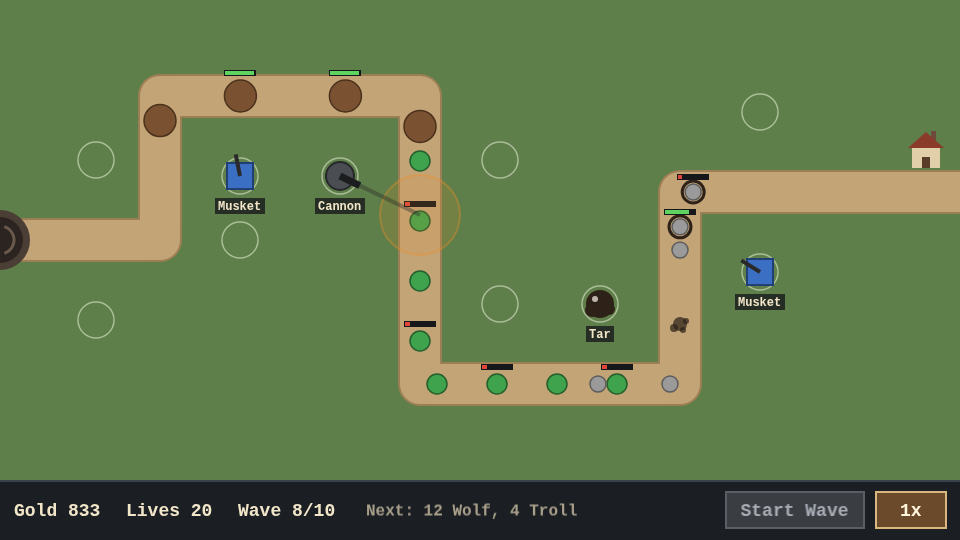 Musket
Cannon
Musket
Tar
Gold 833
Lives 20
Wave 8/10
Next: 12 Wolf, 4 Troll
Start Wave
1x